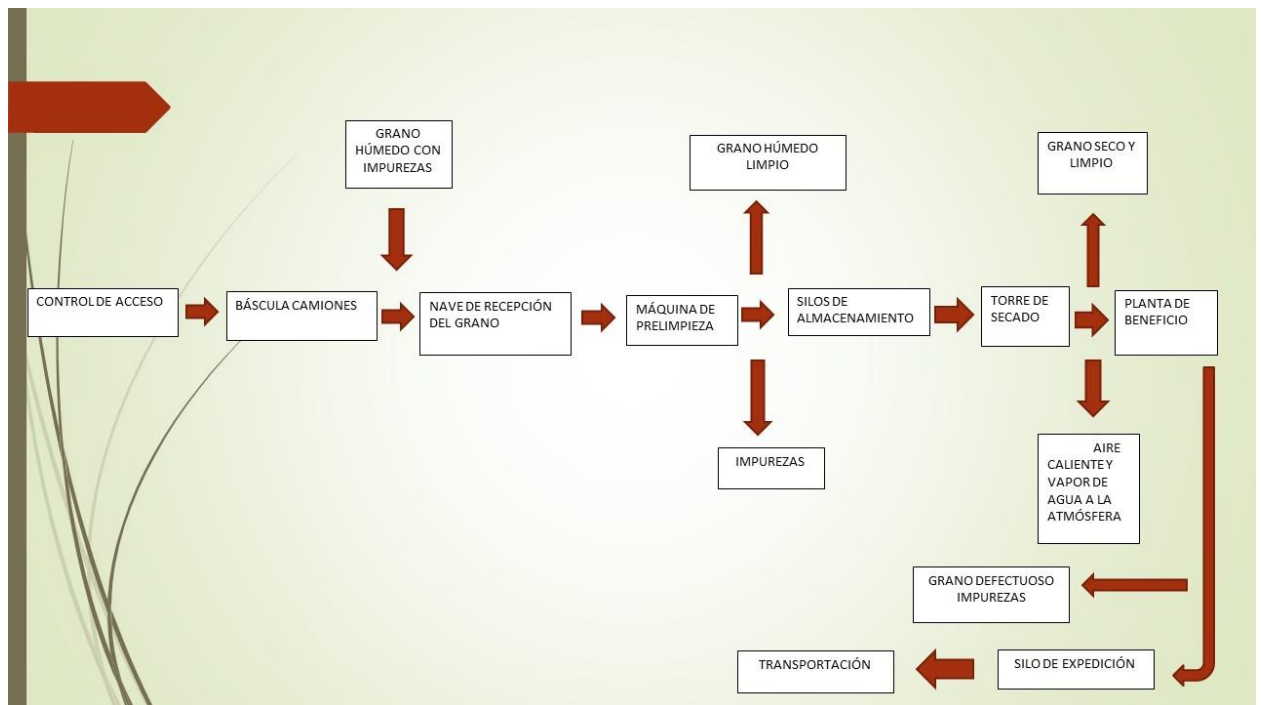 GRANO
HÚMEDO CON
IMPUREZAS
GRANO HÚMEDO
LIMPIO
GRANO SECO Y
LIMPIO
CONTROL DE ACCESO
BÁSCULA CAMIONES
NAVE DE RECEPCIÓN
DEL GRANO
MÁQUINA DE
PRELIMPIEZA
SILOS DE
ALMACENAMIENTO
TORRE DE
SECADO
PLANTA DE
BENEFICIO
IMPUREZAS
AIRE
CALIENTE Y
VAPOR DE
AGUA A LA
ATMÓSFERA
GRANO DEFECTUOSO
IMPUREZAS
TRANSPORTACIÓN
SILO DE EXPEDICIÓN